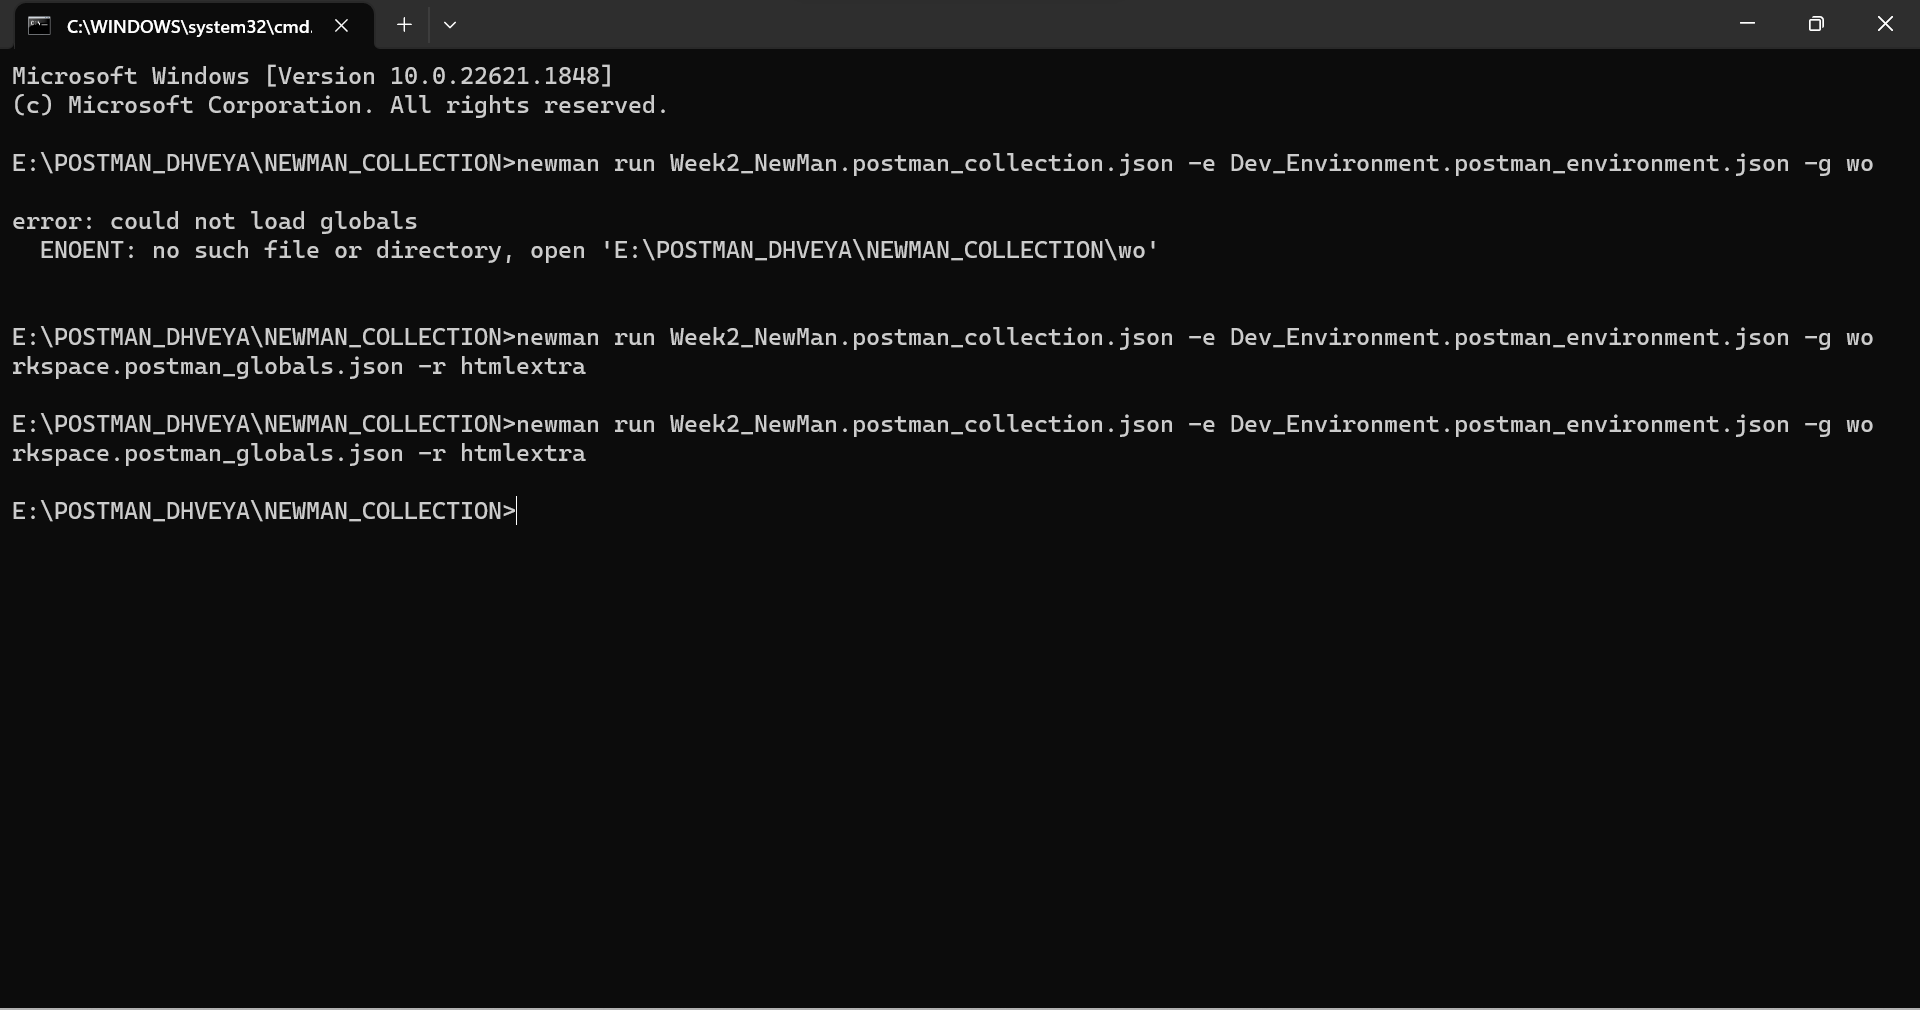 C:\WINDOWS\system32\cmd.
Microsoft Windows [Version 10.0.22621.1848]
(c) Microsoft Corporation. All rights reserved.
E:\POSTMAN_DHVEYA\NEWMAN_COLLECTION>newman run Week2_NewMan.postman_collection.json -e Dev_Environment.postman_environment.json -g wo
error: could not load globals
  ENOENT: no such file or directory, open 'E:\POSTMAN_DHVEYA\NEWMAN_COLLECTION\wo'
E:\POSTMAN_DHVEYA\NEWMAN_COLLECTION>newman run Week2_NewMan.postman_collection.json -e Dev_Environment.postman_environment.json -g wo
rkspace.postman_globals.json -r htmlextra
E:\POSTMAN_DHVEYA\NEWMAN_COLLECTION>newman run Week2_NewMan.postman_collection.json -e Dev_Environment.postman_environment.json -g wo
rkspace.postman_globals.json -r htmlextra
E:\POSTMAN_DHVEYA\NEWMAN_COLLECTION>